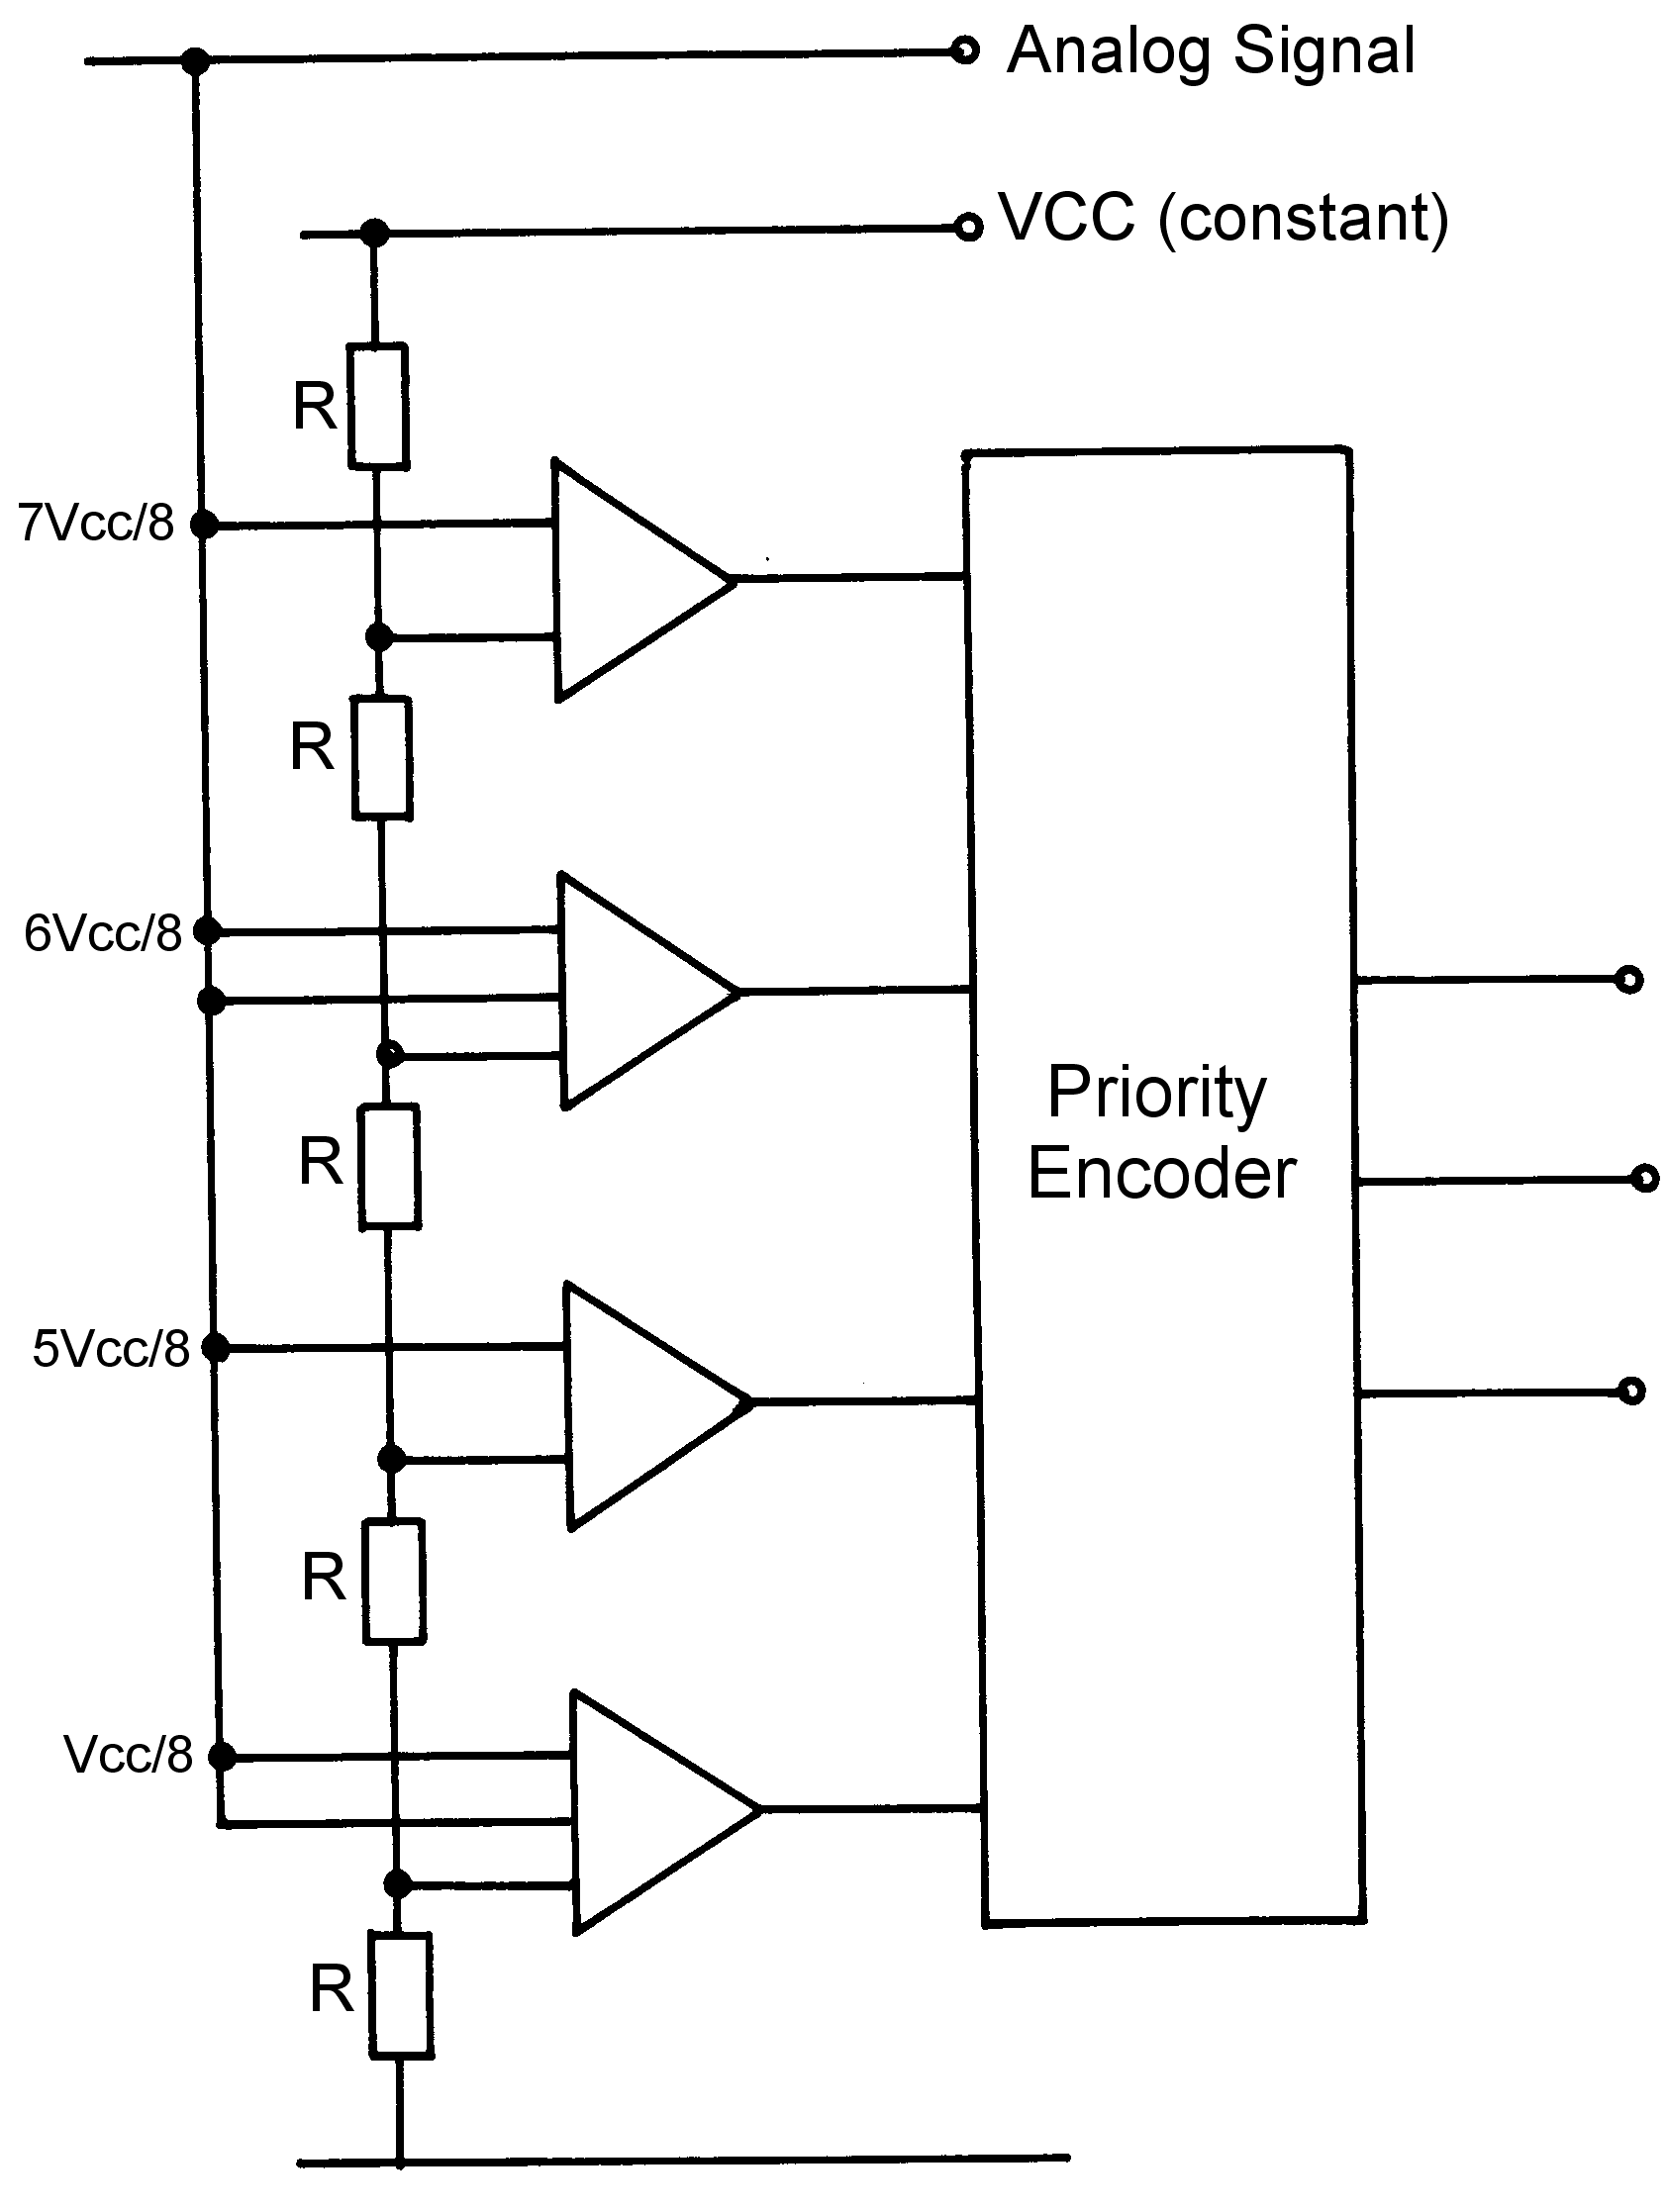 Analog Signal
VCC (constant)
R
7Vcc/8
R
6Vcc/8
Priority
Encoder
R
5Vcc/8
R
Vcc/8
R